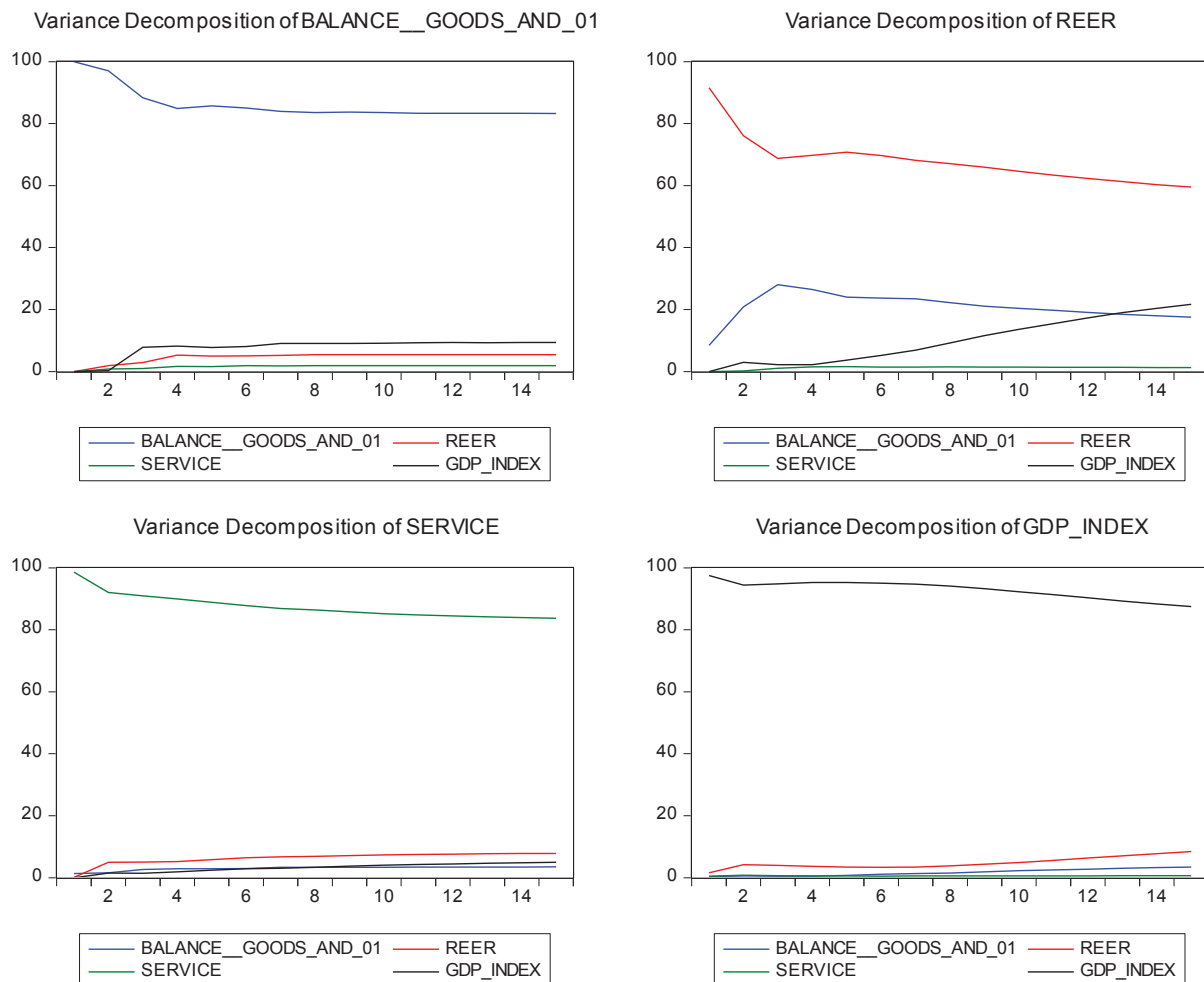 Variance Decomposition of BALANCE__GOODS_AND_01
100
80
60
40
20
0
2 4 6 8 10 12 14
BALANCE__GOODS_AND_01 REER
SERVICE GDP_INDEX
Variance Decomposition of REER
100
80
60
40
20
0
2 4 6 8 10 12 14
BALANCE__GOODS_AND_01 REER
SERVICE GDP_INDEX
Variance Decomposition of SERVICE
100
80
60
40
20
0
2 4 6 8 10 12 14
BALANCE__GOODS_AND_01 REER
SERVICE GDP_INDEX
Variance Decomposition of GDP_INDEX
100
80
60
40
20
0
2 4 6 8 10 12 14
BALANCE__GOODS_AND_01 REER
SERVICE GDP_INDEX